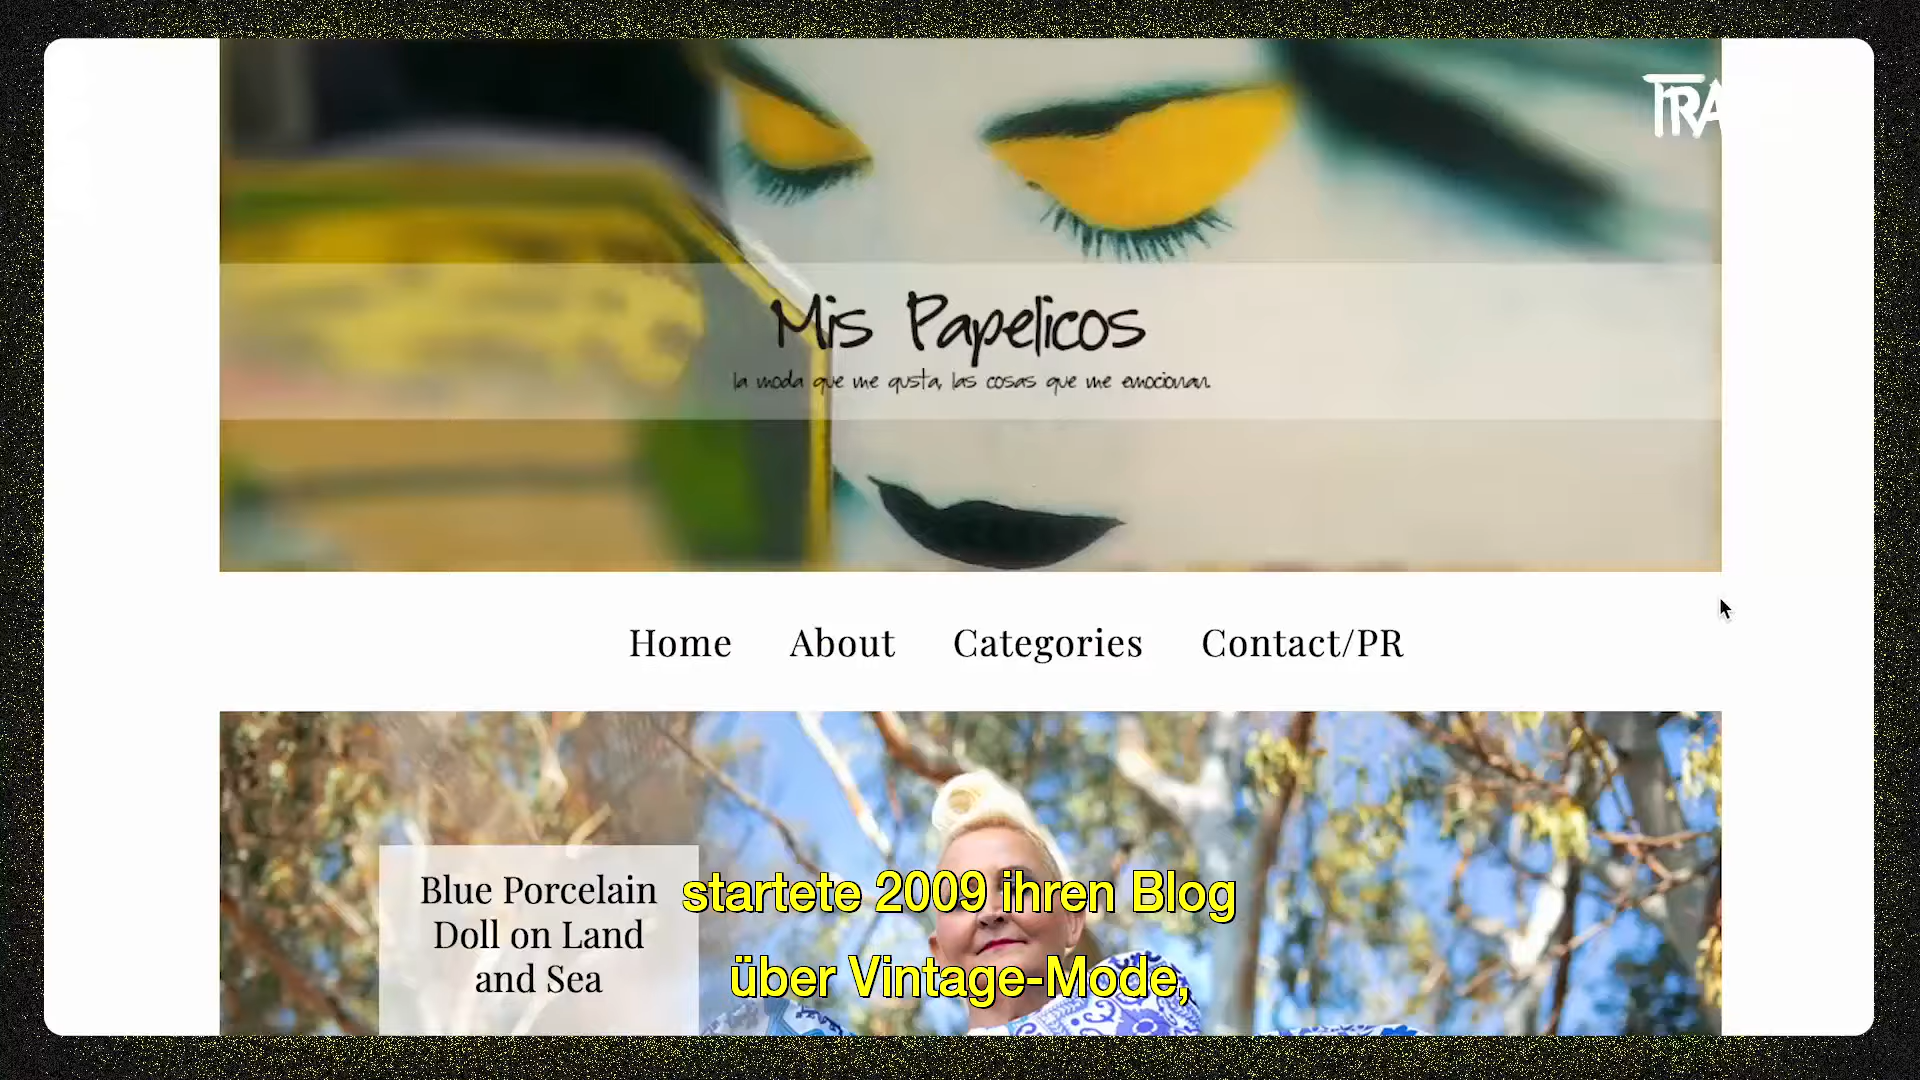 TRA
Mis Papelicos
la moda que me gusta, las cosas que me emocionan.
Home About Categories Contact/PR
Blue Porcelain
Doll on Land
and Sea
startete 2009 ihren Blog
über Vintage-Mode,